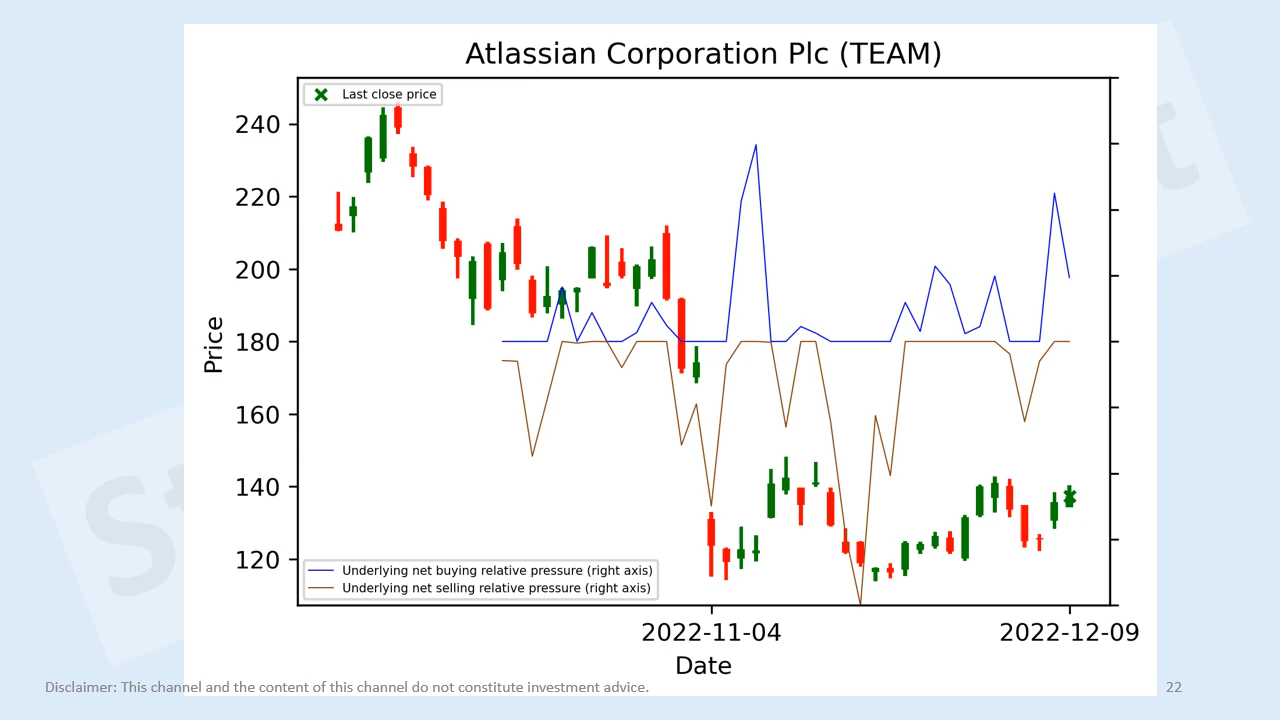 Atlassian Corporation Plc (TEAM)
Last close price
240
220
200
180
160
140
120
Price
Underlying net buying relative pressure (right axis)
Underlying net selling relative pressure (right axis)
2022-11-04
2022-12-09
Date
Disclaimer: This channel and the content of this channel do not constitute investment advice.
22